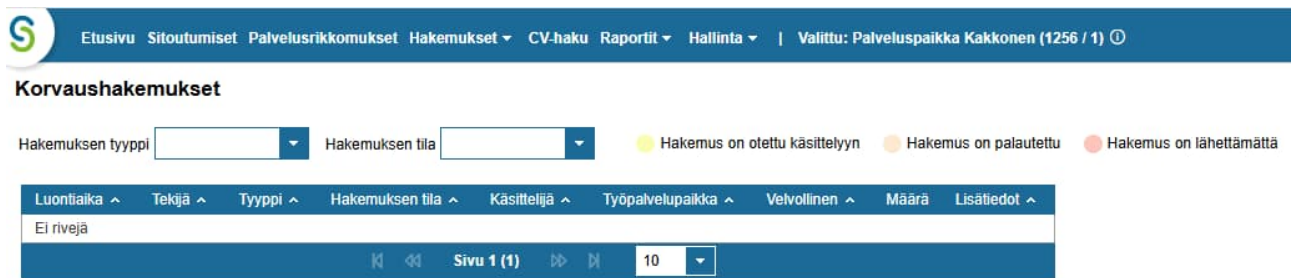 Etusivu Sitoutumiset Palvelusrikkomukset Hakemukset CV-haku Raportit Hallinta | Valittu: Palveluspaikka Kakkonen (1256 / 1)
Korvaushakemukset
Hakemuksen tyyppi Hakemuksen tila Hakemus on otettu käsittelyyn Hakemus on palautettu Hakemus on lähettämättä
Luontiaika Tekijä Tyyppi Hakemuksen tila Käsittelijä Työpalvelupaikka Velvollinen Määrä Lisätiedot
Ei rivejä
Sivu 1 (1) 10